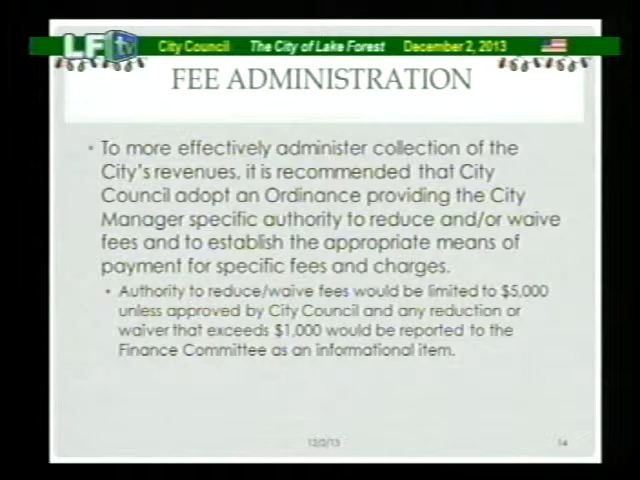 LFtv City Council The City of Lake Forest December 2, 2013
FEE ADMINISTRATION
• To more effectively administer collection of the
City's revenues, it is recommended that City
Council adopt an Ordinance providing the City
Manager specific authority to reduce and/or waive
fees and to establish the appropriate means of
payment for specific fees and charges.
• Authority to reduce/waive fees would be limited to $5,000
unless approved by City Council and any reduction or
waiver that exceeds $1,000 would be reported to the
Finance Committee as an informational item.
12/2/13 14